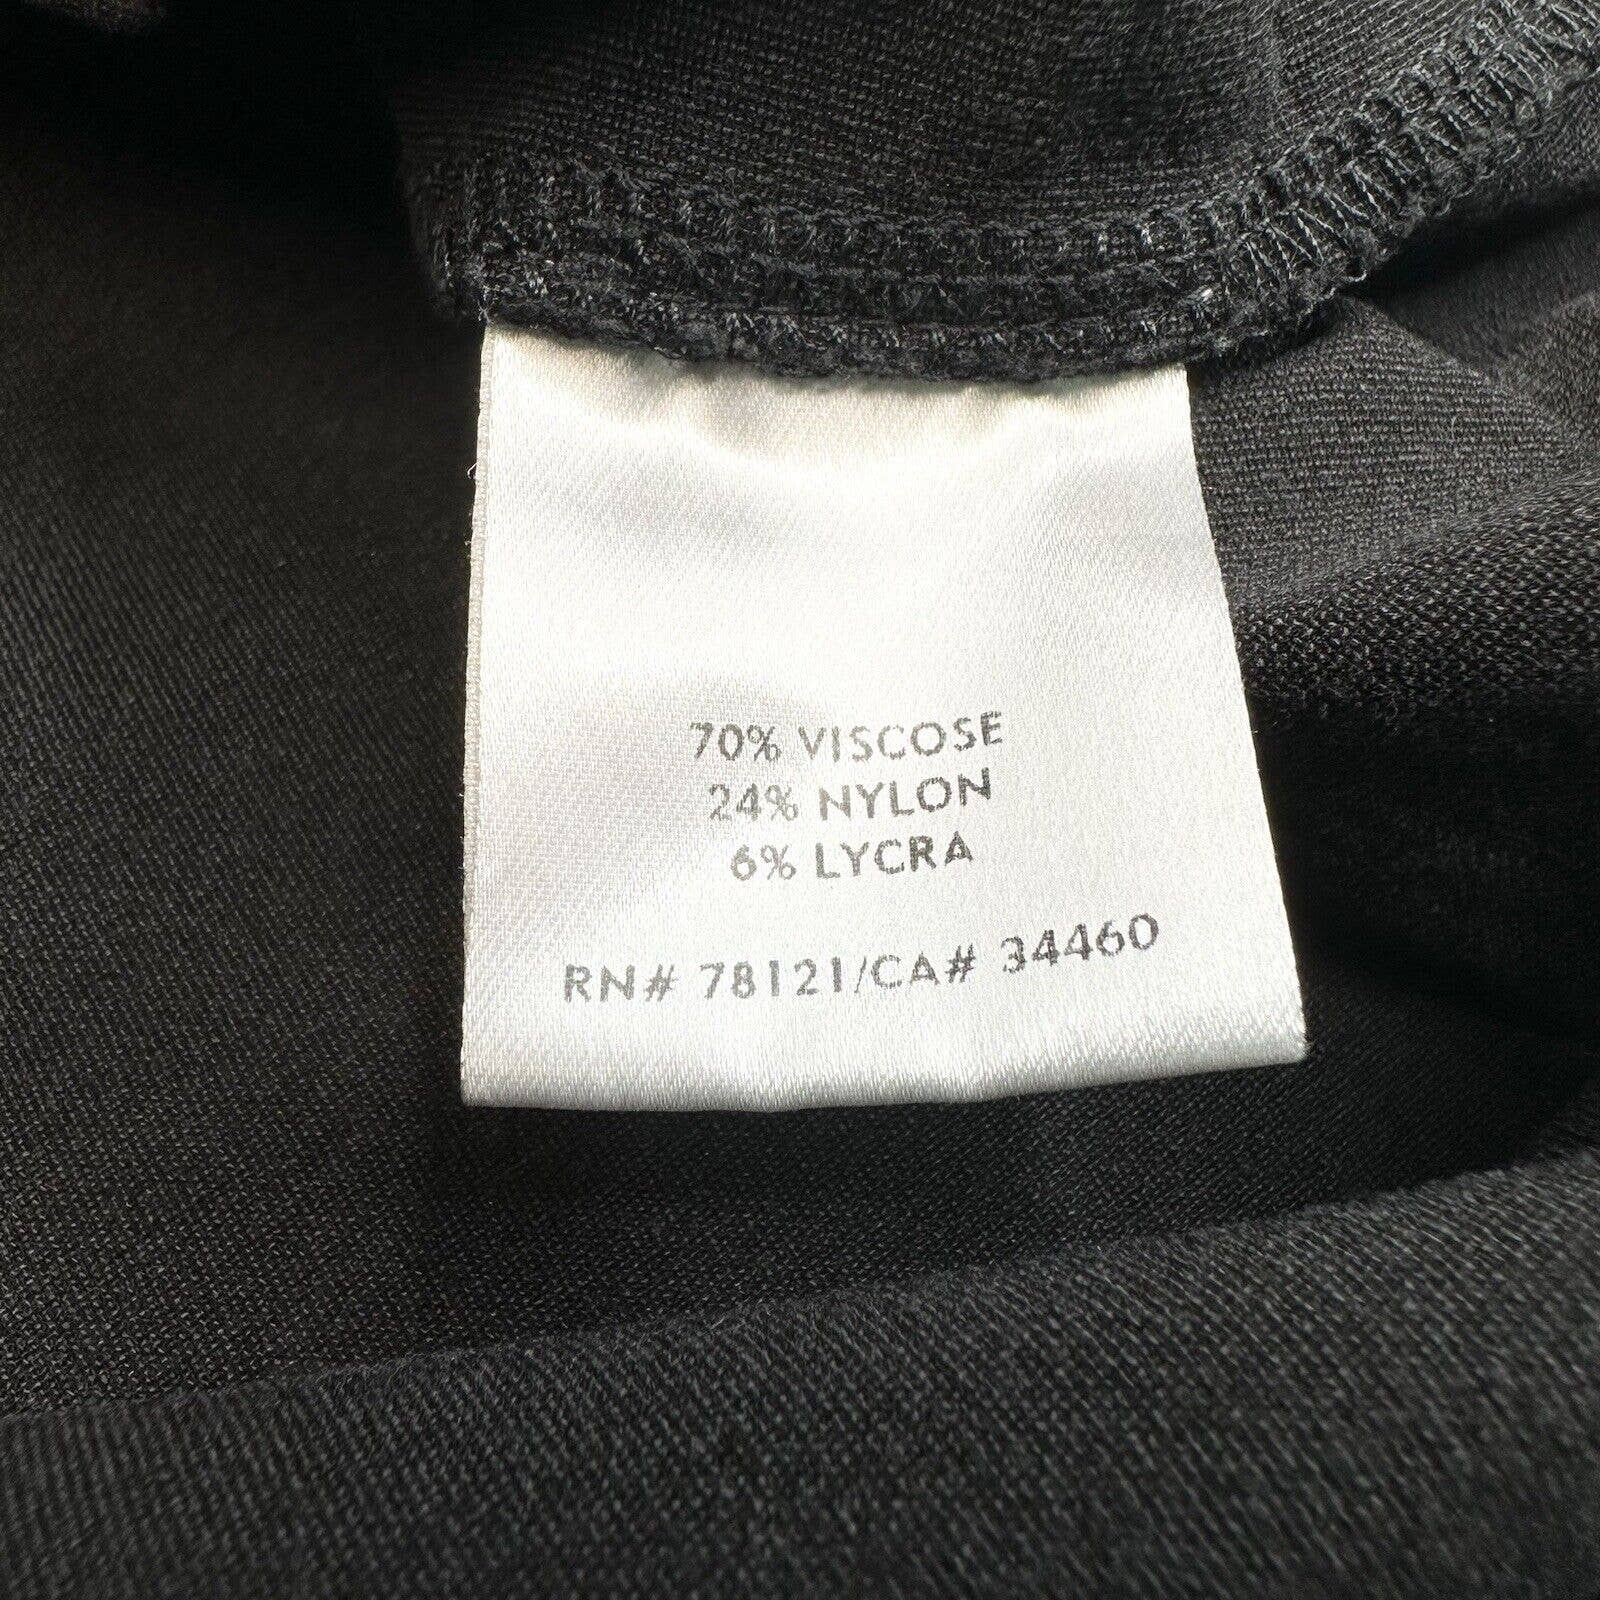 70% VISCOSE
24% NYLON
6% LYCRA
RN# 78121/CA# 34460